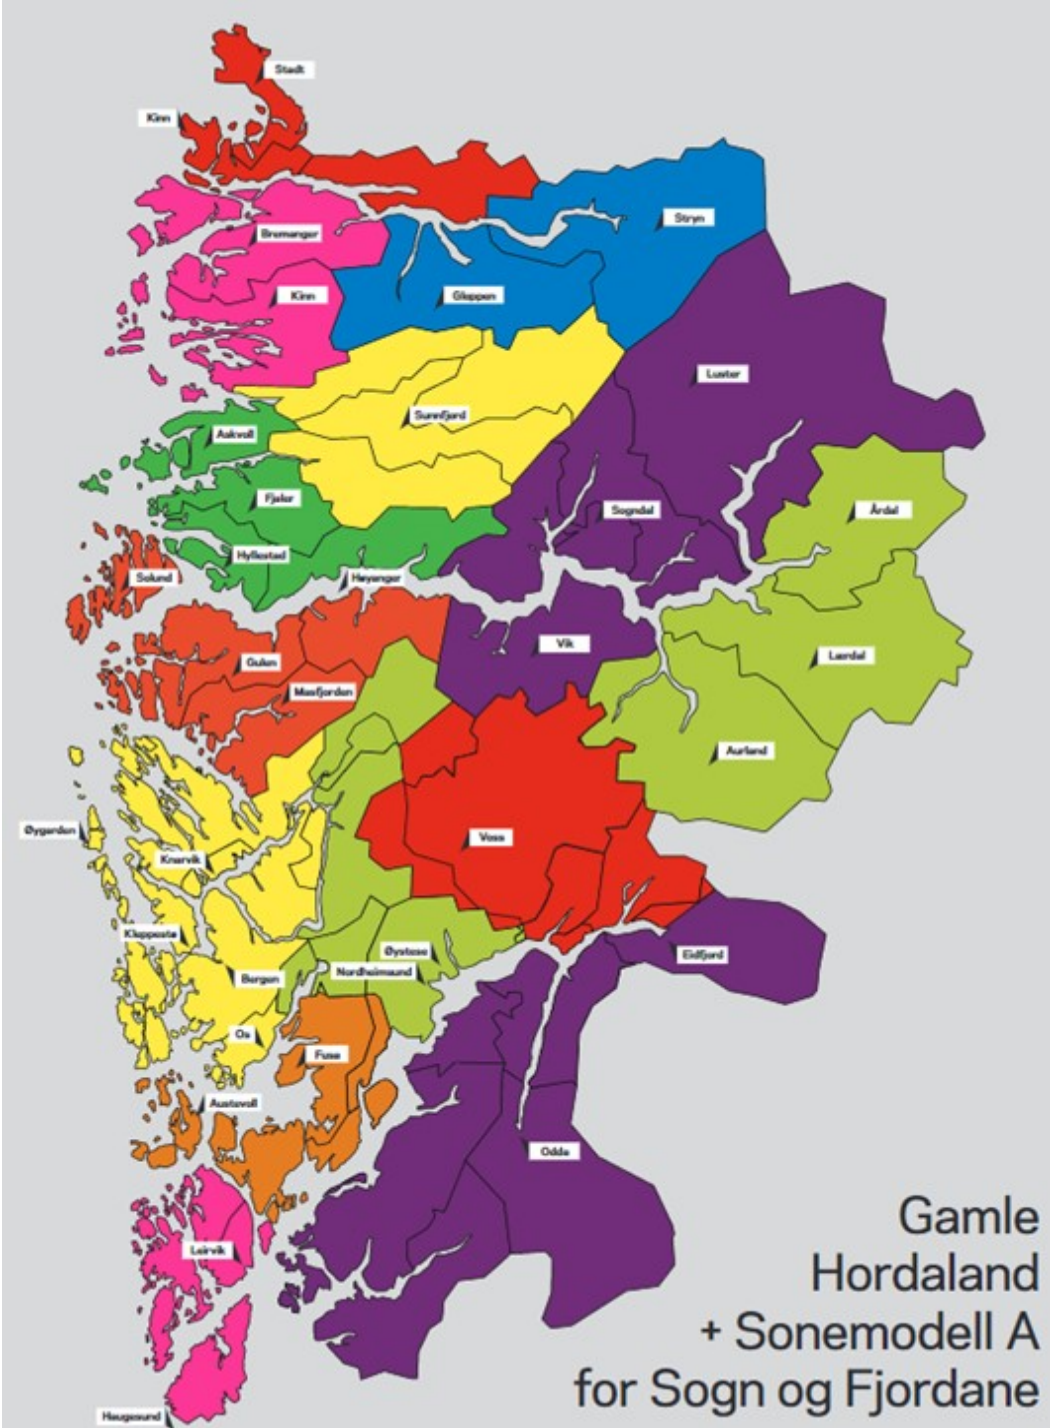 Stadt
Kinn
Stryn
Bremanger
Kinn
Gloppen
Luster
Sunnfjord
Askvoll
Fjaler
Sogndal
Årdal
Hyllestad
Høyanger
Solund
Vik
Lærdal
Gulen
Masfjorden
Aurland
Øygarden
Voss
Knarvik
Kleppestø
Øystese
Eidfjord
Nordheimsund
Bergen
Os
Fusa
Austevoll
Odda
Gamle
Leirvik
Hordaland
+ Sonemodell A
for Sogn og Fjordane
Haugesund